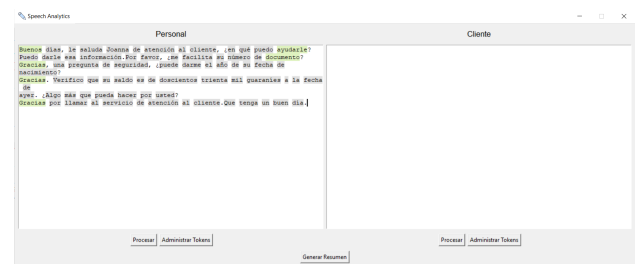 Speech Analytics
Personal
Cliente
Buenos días, le saluda Joanna de atención al cliente, ¿en qué puedo ayudarle?
Puedo darle esa información.Por favor, ¿me facilita su número de documento?
Gracias, una pregunta de seguridad, ¿puede darme el año de su fecha de
nacimiento?
Gracias. Verifico que su saldo es de doscientos treinta mil guaraníes a la fecha
de
ayer. ¿Algo más que pueda hacer por usted?
Gracias por llamar al servicio de atención al cliente.Que tenga un buen día.
Procesar Administrar Tokens
Procesar Administrar Tokens
Generar Resumen